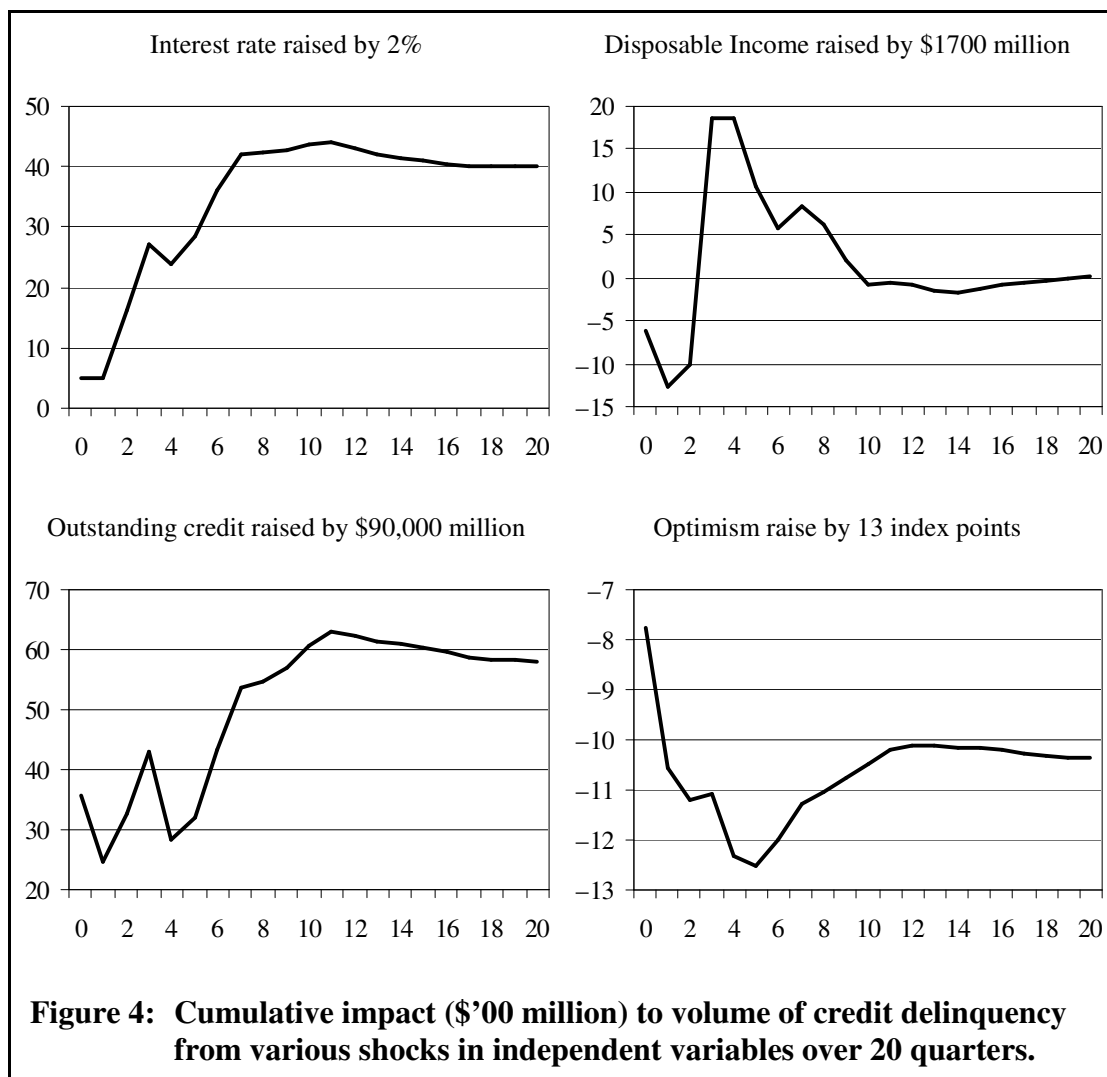 Interest rate raised by 2%
50
40
30
20
10
0
0 2 4 6 8 10 12 14 16 18 20
Disposable Income raised by $1700 million
20
15
10
5
0
−5
−10
−15
0 2 4 6 8 10 12 14 16 18 20
Outstanding credit raised by $90,000 million
70
60
50
40
30
20
0 2 4 6 8 10 12 14 16 18 20
Optimism raise by 13 index points
−7
−8
−9
−10
−11
−12
−13
0 2 4 6 8 10 12 14 16 18 20
Figure 4: Cumulative impact ($’00 million) to volume of credit delinquency
from various shocks in independent variables over 20 quarters.